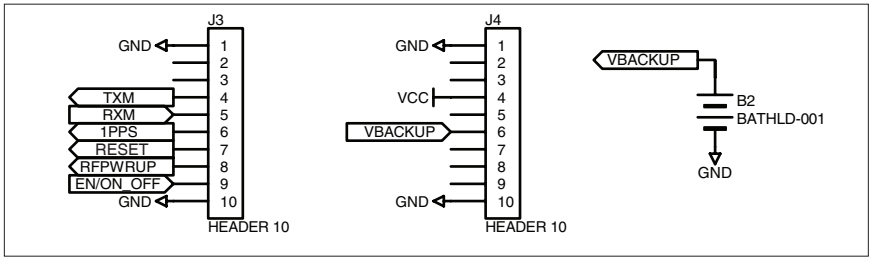 J3
GND 1
2
3
TXM 4
RXM 5
1PPS 6
RESET 7
RFPWRUP 8
EN/ON_OFF 9
GND 10
HEADER 10
J4
GND 1
2
3
VCC 4
5
VBACKUP 6
7
8
9
GND 10
HEADER 10
VBACKUP
B2
BATHLD-001
GND